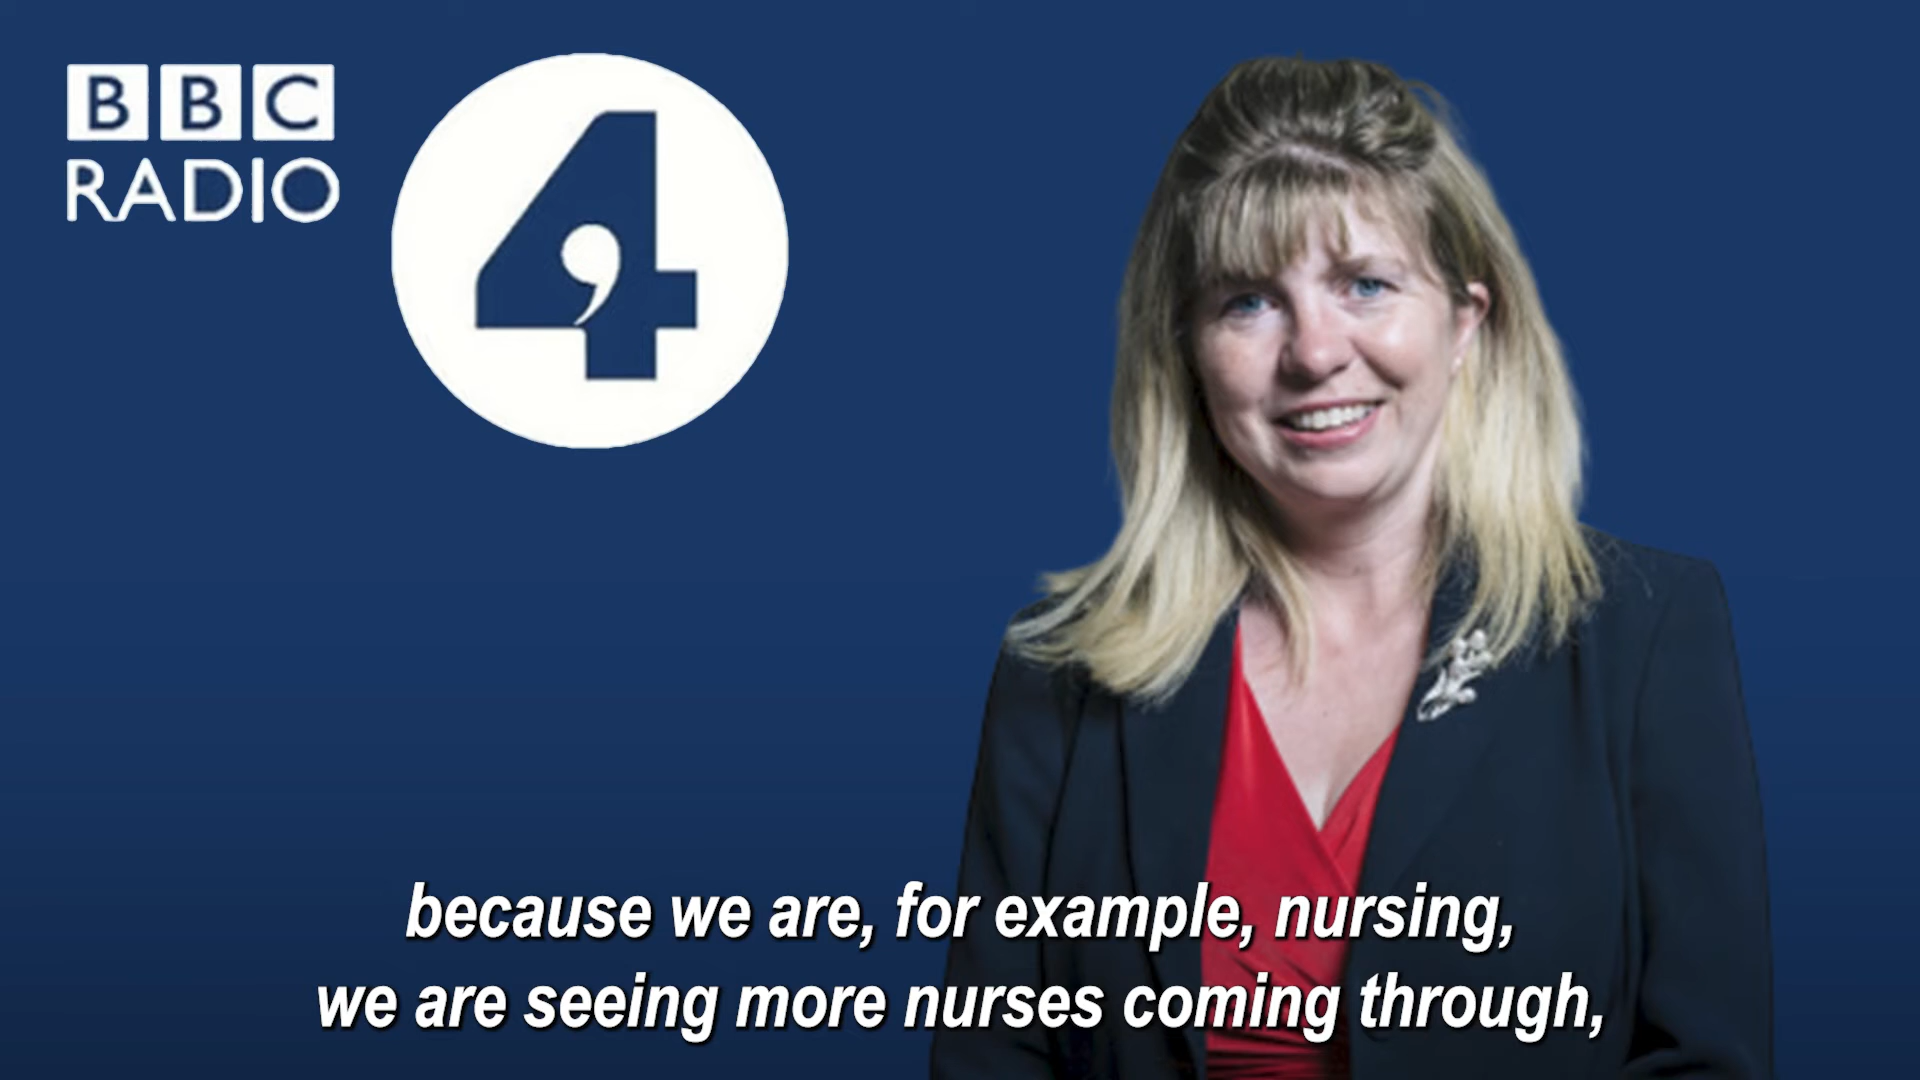 BBC
RADIO
4
because we are, for example, nursing,
we are seeing more nurses coming through,